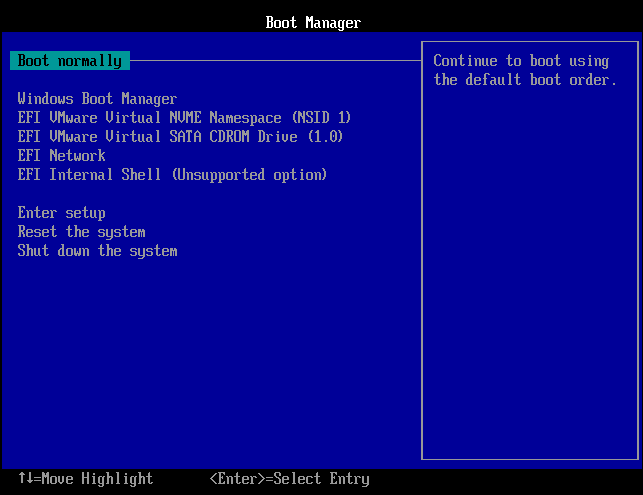 Boot Manager
Boot normally
Continue to boot using
the default boot order.
Windows Boot Manager
EFI VMware Virtual NVME Namespace (NSID 1)
EFI VMware Virtual SATA CDROM Drive (1.0)
EFI Network
EFI Internal Shell (Unsupported option)
Enter setup
Reset the system
Shut down the system
↑↓=Move Highlight <Enter>=Select Entry